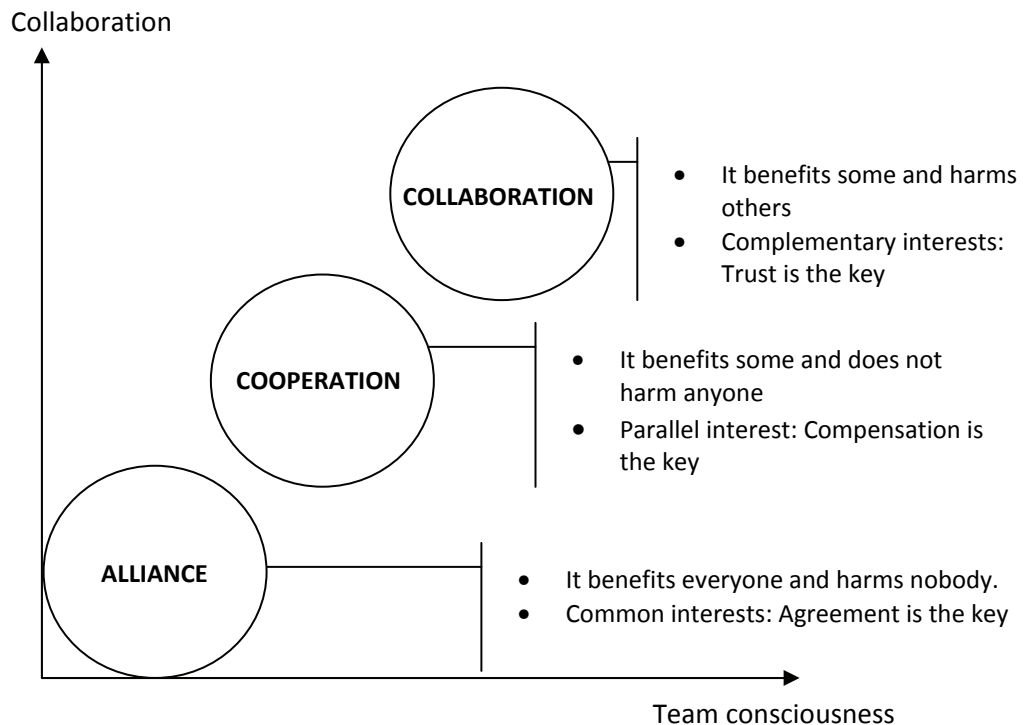 Collaboration
COLLABORATION
• It benefits some and harms
others
• Complementary interests:
Trust is the key
COOPERATION
• It benefits some and does not
harm anyone
• Parallel interest: Compensation is
the key
ALLIANCE
• It benefits everyone and harms nobody.
• Common interests: Agreement is the key
Team consciousness